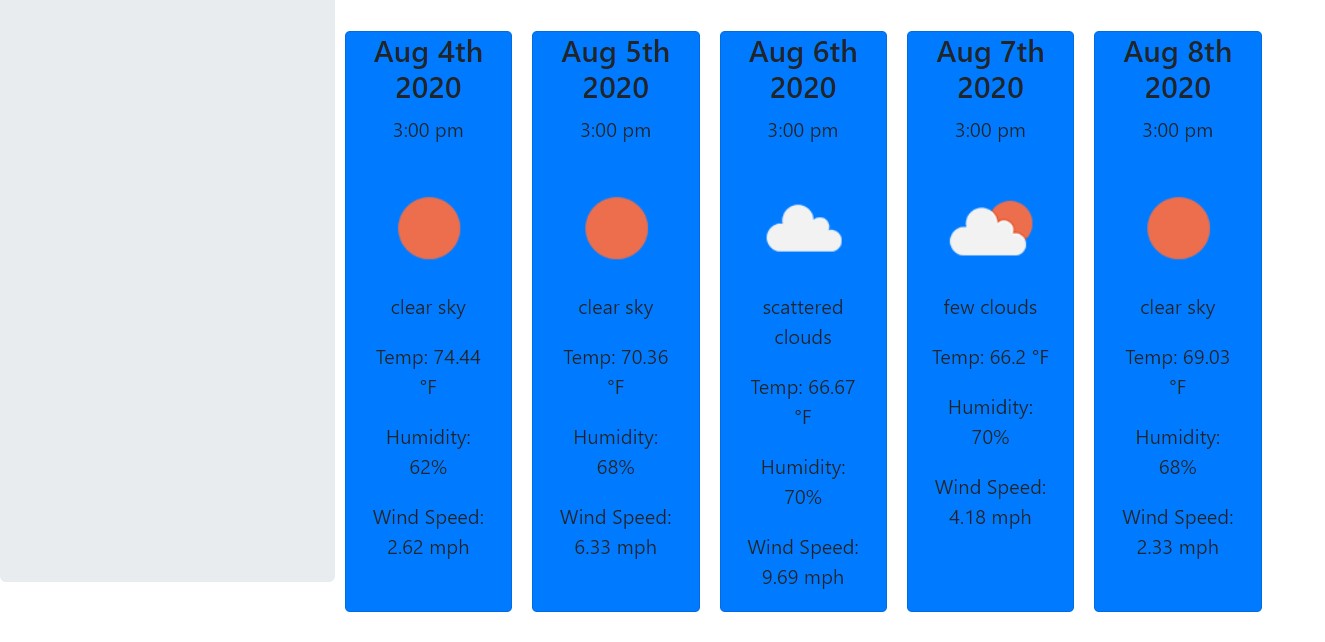 Aug 4th
2020
3:00 pm
clear sky
Temp: 74.44
°F
Humidity:
62%
Wind Speed:
2.62 mph
Aug 5th
2020
3:00 pm
clear sky
Temp: 70.36
°F
Humidity:
68%
Wind Speed:
6.33 mph
Aug 6th
2020
3:00 pm
scattered
clouds
Temp: 66.67
°F
Humidity:
70%
Wind Speed:
9.69 mph
Aug 7th
2020
3:00 pm
few clouds
Temp: 66.2 °F
Humidity:
70%
Wind Speed:
4.18 mph
Aug 8th
2020
3:00 pm
clear sky
Temp: 69.03
°F
Humidity:
68%
Wind Speed:
2.33 mph